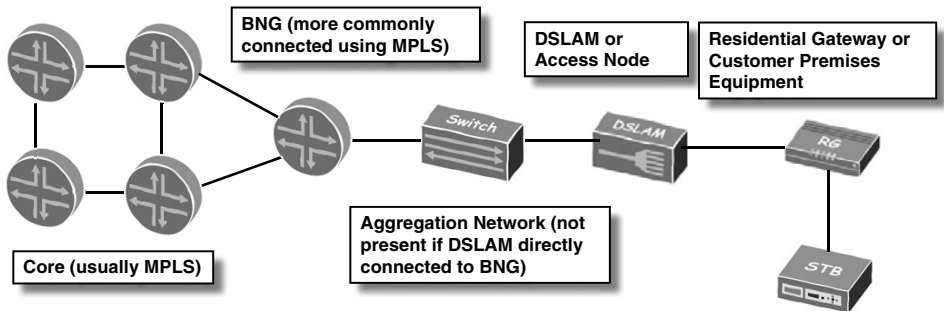 BNG (more commonly
connected using MPLS)
DSLAM or
Access Node
Residential Gateway or
Customer Premises
Equipment
Switch
DSLAM
RG
Aggregation Network (not
present if DSLAM directly
connected to BNG)
Core (usually MPLS)
STB